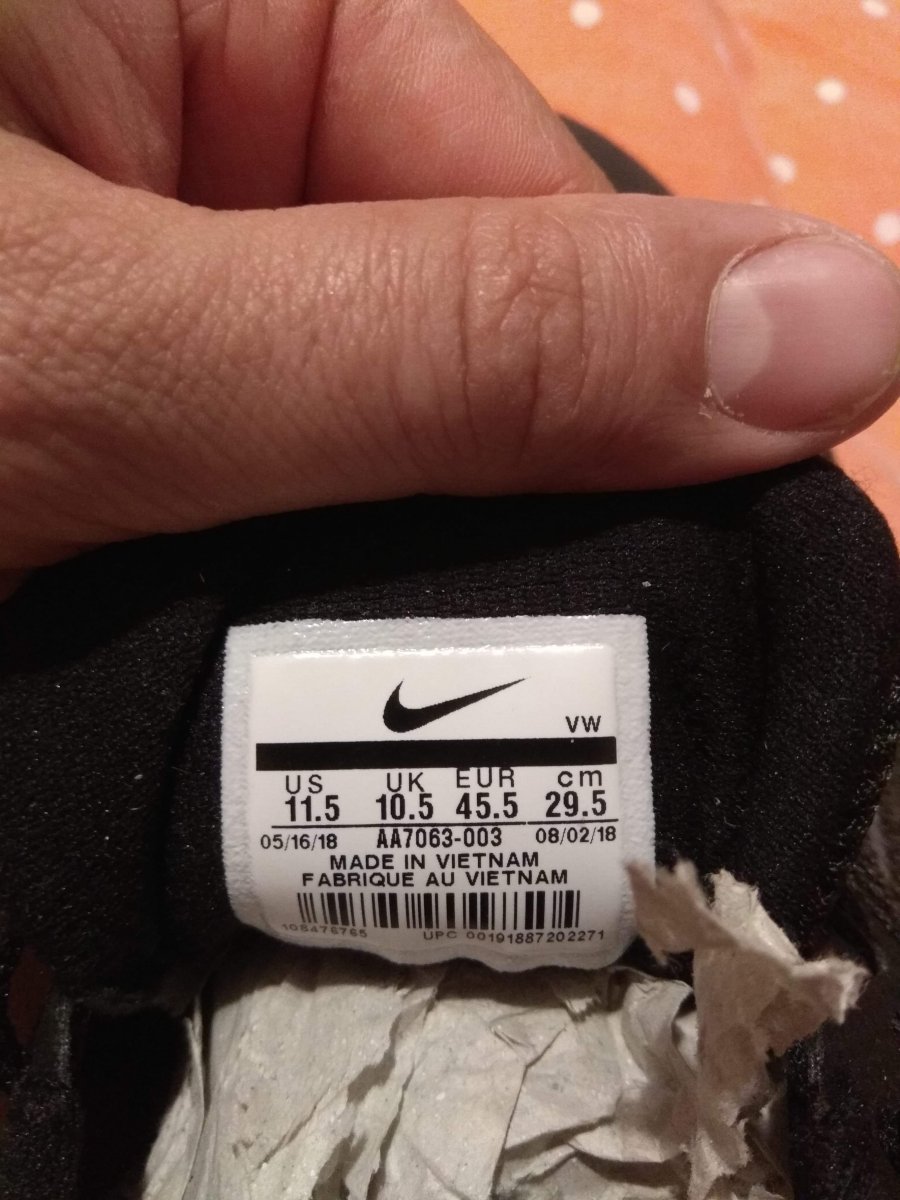 VW
US UK EUR cm
11.5 10.5 45.5 29.5
05/16/18 AA7063-003 08/02/18
MADE IN VIETNAM
FABRIQUE AU VIETNAM
108476765 UPC 00191887202271